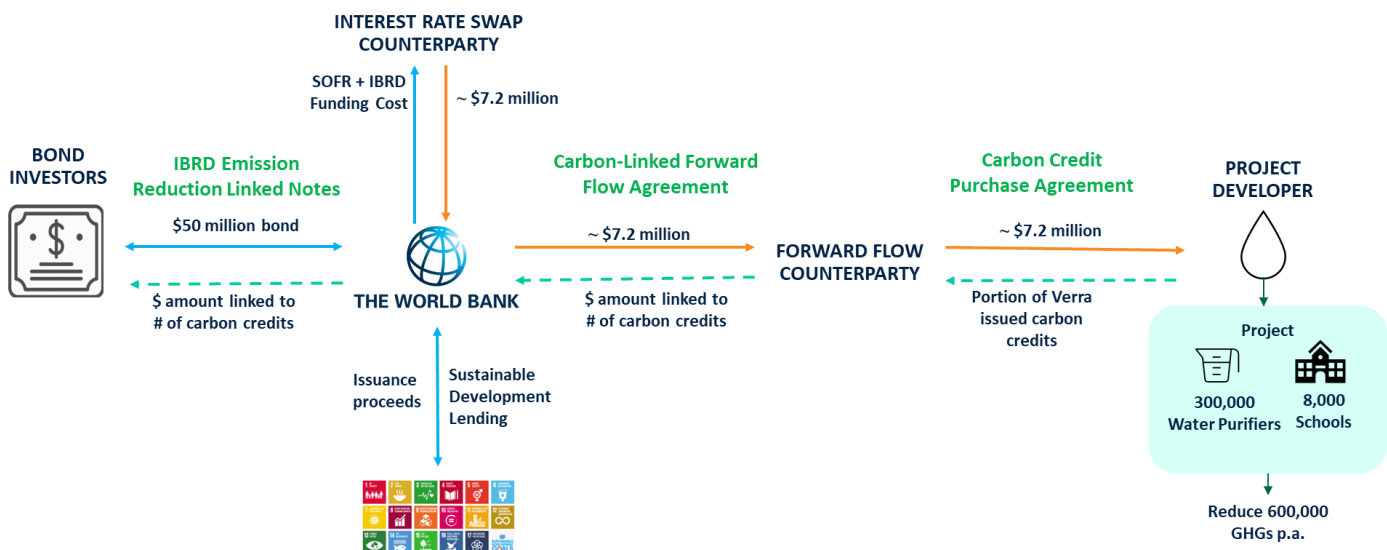 INTEREST RATE SWAP
COUNTERPARTY
SOFR + IBRD
Funding Cost
~ $7.2 million
BOND
INVESTORS
IBRD Emission
Reduction Linked Notes
$50 million bond
$ amount linked to
# of carbon credits
THE WORLD BANK
Carbon-Linked Forward
Flow Agreement
~ $7.2 million
$ amount linked to
# of carbon credits
FORWARD FLOW
COUNTERPARTY
Carbon Credit
Purchase Agreement
~ $7.2 million
Portion of Verra
issued carbon
credits
PROJECT
DEVELOPER
Project
300,000
Water Purifiers
8,000
Schools
Reduce 600,000
GHGs p.a.
Issuance
proceeds
Sustainable
Development
Lending